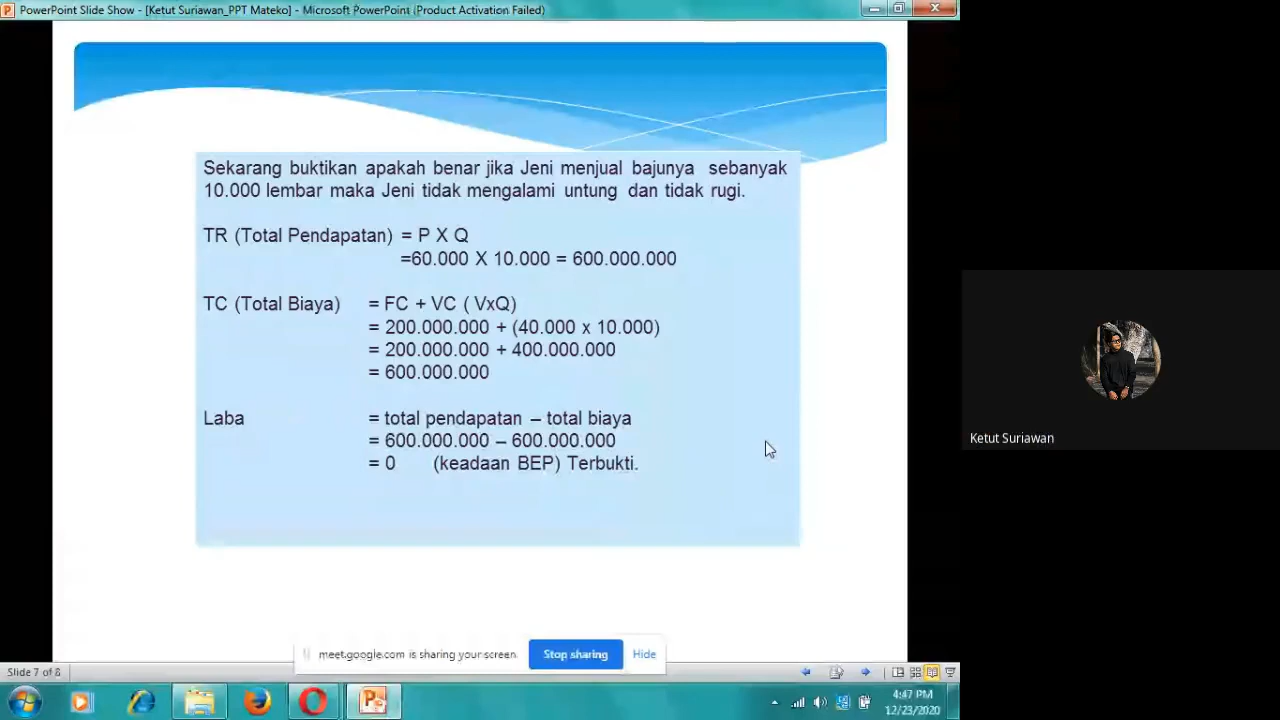 PowerPoint Slide Show - [Ketut Suriawan_PPT Mateko] - Microsoft PowerPoint (Product Activation Failed)
Sekarang buktikan apakah benar jika Jeni menjual bajunya sebanyak
10.000 lembar maka Jeni tidak mengalami untung dan tidak rugi.
TR (Total Pendapatan) = P X Q
=60.000 X 10.000 = 600.000.000
TC (Total Biaya) = FC + VC ( VxQ)
= 200.000.000 + (40.000 x 10.000)
= 200.000.000 + 400.000.000
= 600.000.000
Laba = total pendapatan – total biaya
= 600.000.000 – 600.000.000
= 0 (keadaan BEP) Terbukti.
Ketut Suriawan
meet.google.com is sharing your screen. Stop sharing Hide
Slide 7 of 8
4:47 PM
12/23/2020